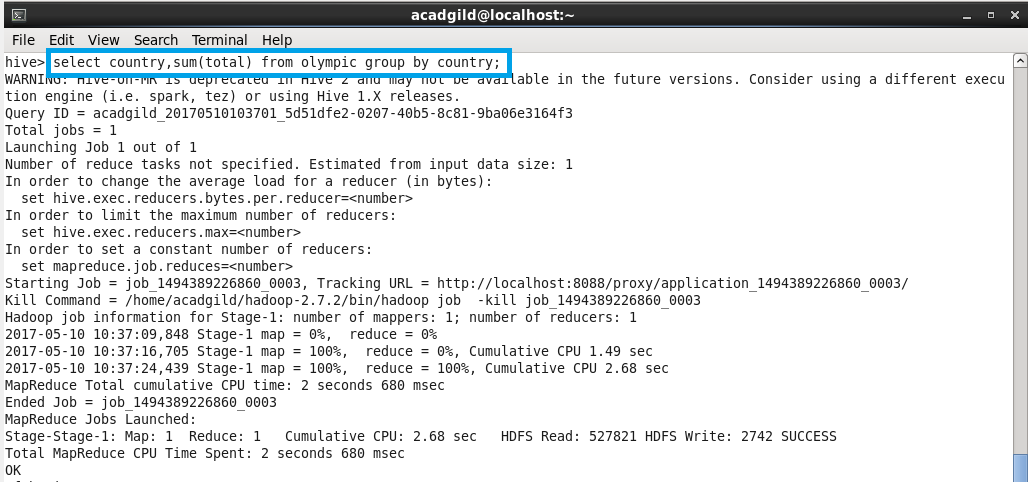 acadgild@localhost:~
File Edit View Search Terminal Help
hive> select country,sum(total) from olympic group by country;
WARNING: Hive-on-MR is deprecated in Hive 2 and may not be available in the future versions. Consider using a different execu
tion engine (i.e. spark, tez) or using Hive 1.X releases.
Query ID = acadgild_20170510103701_5d51dfe2-0207-40b5-8c81-9ba06e3164f3
Total jobs = 1
Launching Job 1 out of 1
Number of reduce tasks not specified. Estimated from input data size: 1
In order to change the average load for a reducer (in bytes):
  set hive.exec.reducers.bytes.per.reducer=<number>
In order to limit the maximum number of reducers:
  set hive.exec.reducers.max=<number>
In order to set a constant number of reducers:
  set mapreduce.job.reduces=<number>
Starting Job = job_1494389226860_0003, Tracking URL = http://localhost:8088/proxy/application_1494389226860_0003/
Kill Command = /home/acadgild/hadoop-2.7.2/bin/hadoop job  -kill job_1494389226860_0003
Hadoop job information for Stage-1: number of mappers: 1; number of reducers: 1
2017-05-10 10:37:09,848 Stage-1 map = 0%,  reduce = 0%
2017-05-10 10:37:16,705 Stage-1 map = 100%,  reduce = 0%, Cumulative CPU 1.49 sec
2017-05-10 10:37:24,439 Stage-1 map = 100%,  reduce = 100%, Cumulative CPU 2.68 sec
MapReduce Total cumulative CPU time: 2 seconds 680 msec
Ended Job = job_1494389226860_0003
MapReduce Jobs Launched:
Stage-Stage-1: Map: 1  Reduce: 1   Cumulative CPU: 2.68 sec   HDFS Read: 527821 HDFS Write: 2742 SUCCESS
Total MapReduce CPU Time Spent: 2 seconds 680 msec
OK